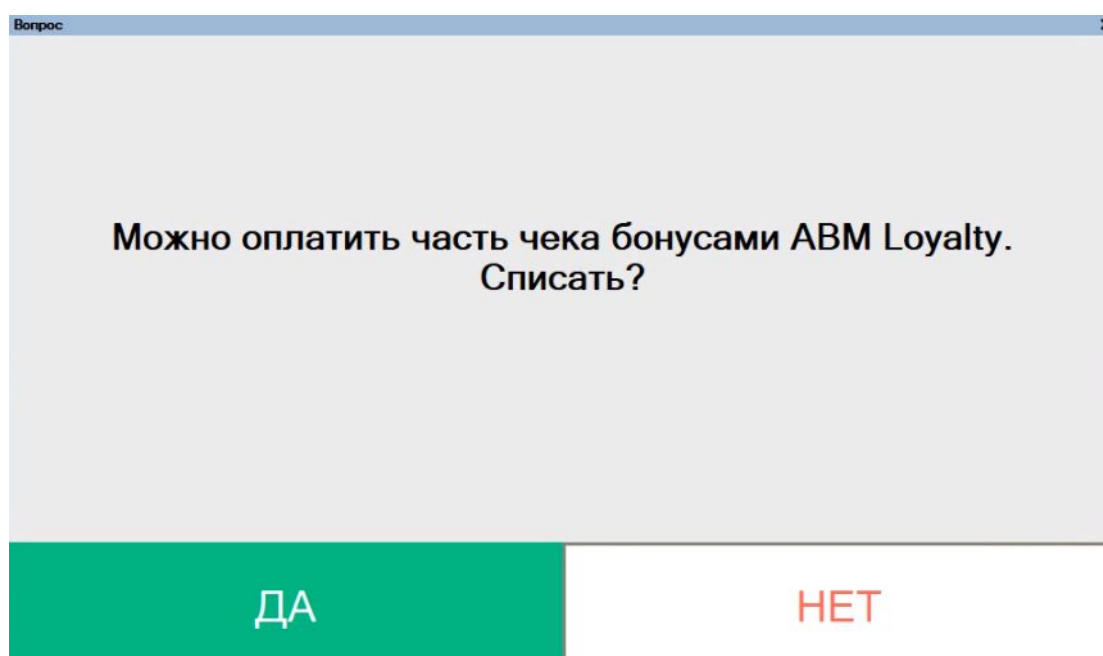 Вопрос
Можно оплатить часть чека бонусами ABM Loyalty.
Списать?
ДА
НЕТ